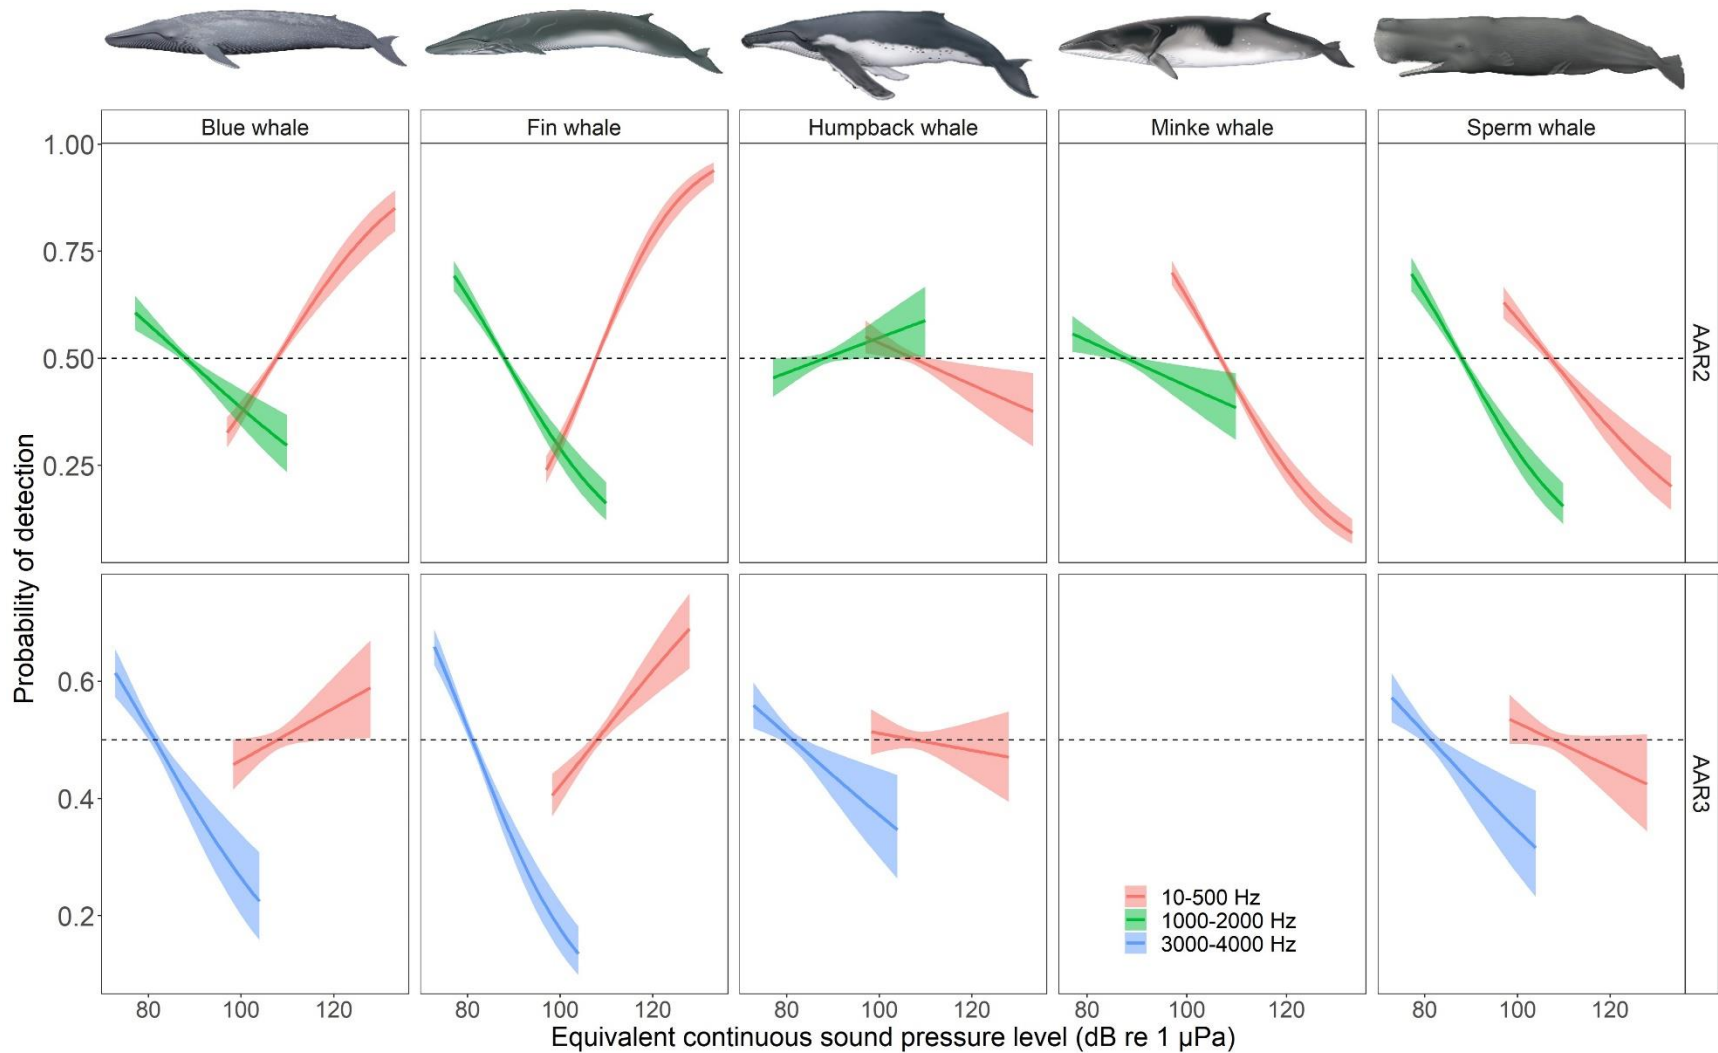 Blue whale
Fin whale
Humpback whale
Minke whale
Sperm whale
1.00
0.75
0.50
0.25
AAR2
Probability of detection
0.6
0.4
0.2
AAR3
10-500 Hz
1000-2000 Hz
3000-4000 Hz
80 100 120
80 100 120
80 100 120
80 100 120
80 100 120
Equivalent continuous sound pressure level (dB re 1 µPa)